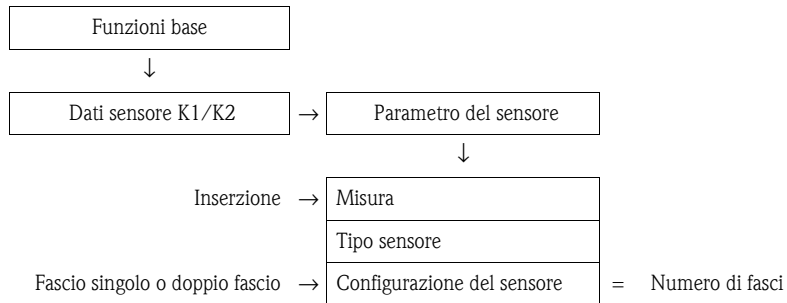 Funzioni base
↓
Dati sensore K1/K2 → Parametro del sensore
↓
Inserzione → Misura
Tipo sensore
Fascio singolo o doppio fascio → Configurazione del sensore = Numero di fasci